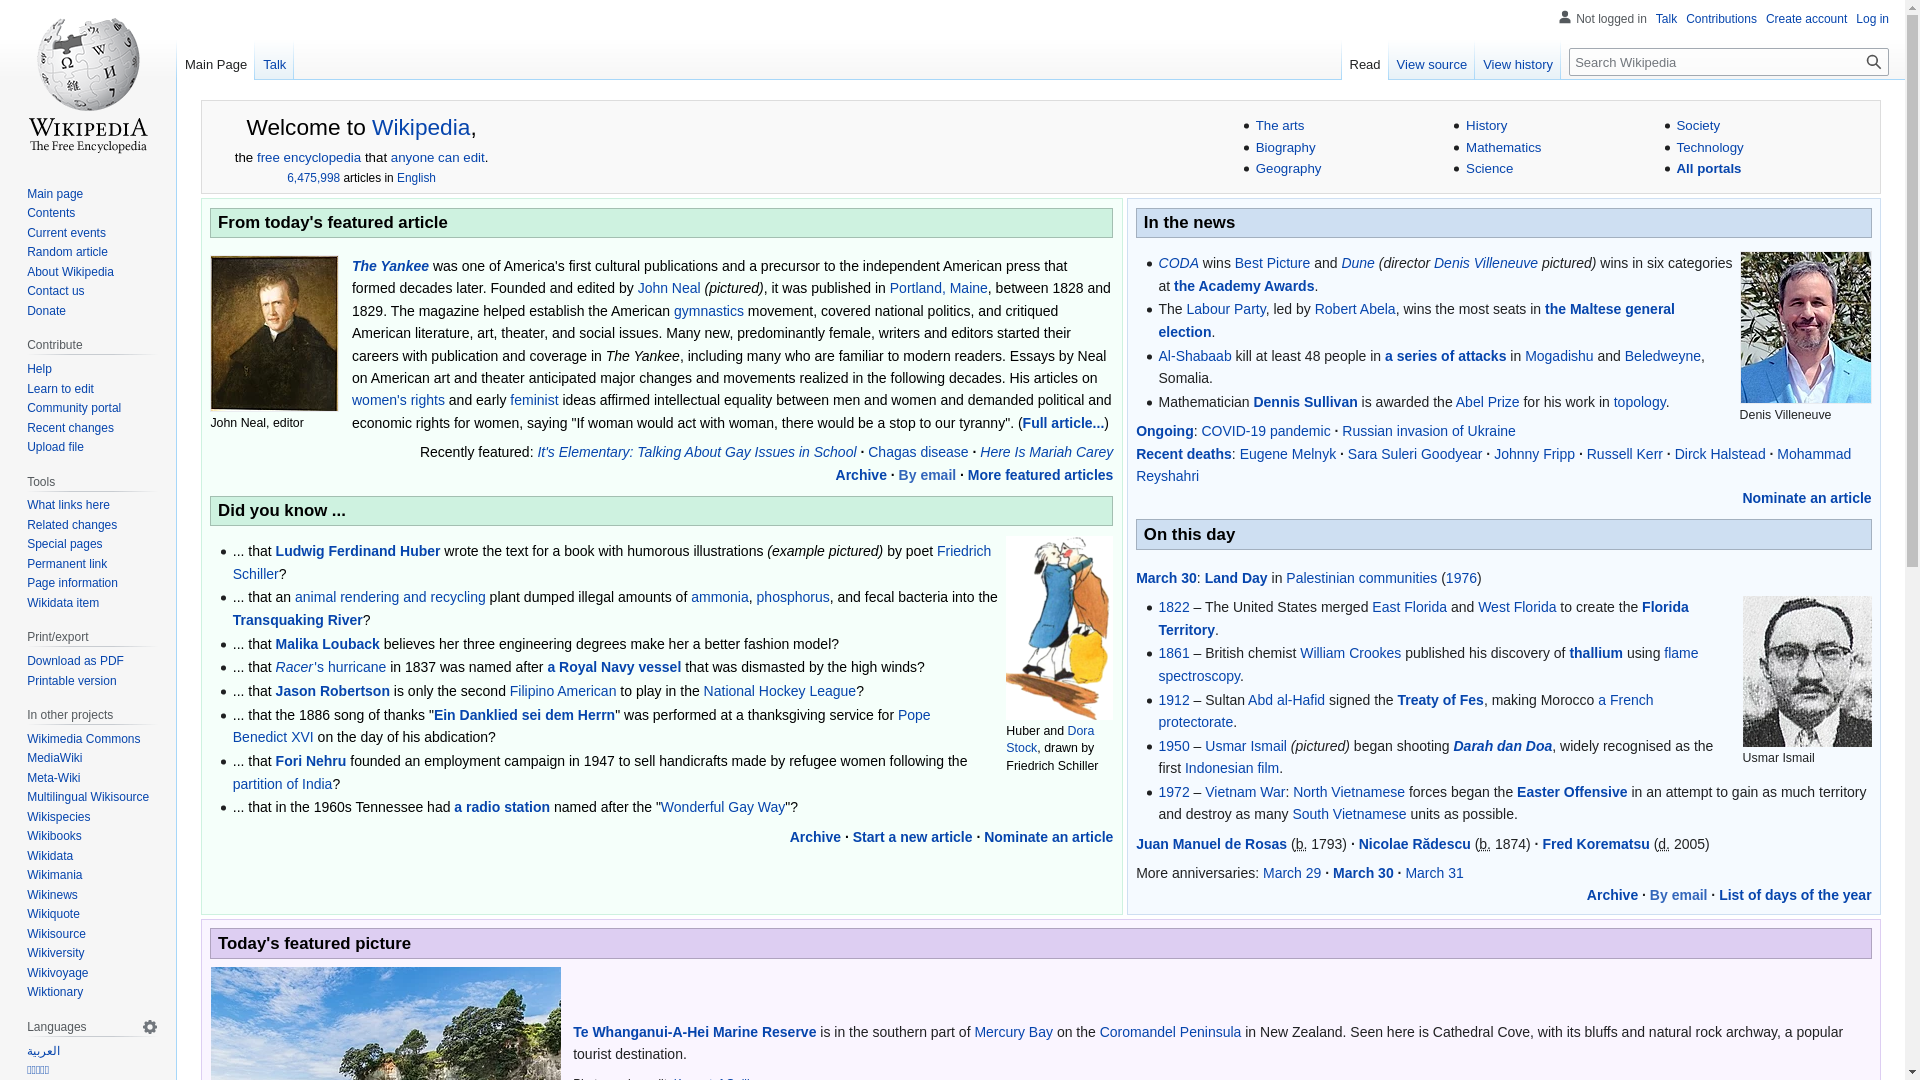 Not logged in Talk Contributions Create account Log in
Main Page Talk
Read View source View history Search Wikipedia
WIKIPEDIA
The Free Encyclopedia
Main page
Contents
Current events
Random article
About Wikipedia
Contact us
Donate
Contribute
Help
Learn to edit
Community portal
Recent changes
Upload file
Tools
What links here
Related changes
Special pages
Permanent link
Page information
Wikidata item
Print/export
Download as PDF
Printable version
In other projects
Wikimedia Commons
MediaWiki
Meta-Wiki
Multilingual Wikisource
Wikispecies
Wikibooks
Wikidata
Wikimania
Wikinews
Wikiquote
Wikisource
Wikiversity
Wikivoyage
Wiktionary
Languages
العربية
Welcome to Wikipedia,
the free encyclopedia that anyone can edit.
6,475,998 articles in English
The arts
Biography
Geography
History
Mathematics
Science
Society
Technology
All portals
From today's featured article
John Neal, editor
The Yankee was one of America's first cultural publications and a precursor to the independent American press that
formed decades later. Founded and edited by John Neal (pictured), it was published in Portland, Maine, between 1828 and
1829. The magazine helped establish the American gymnastics movement, covered national politics, and critiqued
American literature, art, theater, and social issues. Many new, predominantly female, writers and editors started their
careers with publication and coverage in The Yankee, including many who are familiar to modern readers. Essays by Neal
on American art and theater anticipated major changes and movements realized in the following decades. His articles on
women's rights and early feminist ideas affirmed intellectual equality between men and women and demanded political and
economic rights for women, saying "If woman would act with woman, there would be a stop to our tyranny". (Full article...)
Recently featured: It's Elementary: Talking About Gay Issues in School · Chagas disease · Here Is Mariah Carey
Archive · By email · More featured articles
Did you know ...
... that Ludwig Ferdinand Huber wrote the text for a book with humorous illustrations (example pictured) by poet Friedrich
Schiller?
... that an animal rendering and recycling plant dumped illegal amounts of ammonia, phosphorus, and fecal bacteria into the
Transquaking River?
... that Malika Louback believes her three engineering degrees make her a better fashion model?
... that Racer's hurricane in 1837 was named after a Royal Navy vessel that was dismasted by the high winds?
... that Jason Robertson is only the second Filipino American to play in the National Hockey League?
... that the 1886 song of thanks "Ein Danklied sei dem Herrn" was performed at a thanksgiving service for Pope
Benedict XVI on the day of his abdication?
... that Fori Nehru founded an employment campaign in 1947 to sell handicrafts made by refugee women following the
partition of India?
... that in the 1960s Tennessee had a radio station named after the "Wonderful Gay Way"?
Huber and Dora
Stock, drawn by
Friedrich Schiller
Archive · Start a new article · Nominate an article
In the news
CODA wins Best Picture and Dune (director Denis Villeneuve pictured) wins in six categories
at the Academy Awards.
The Labour Party, led by Robert Abela, wins the most seats in the Maltese general
election.
Al-Shabaab kill at least 48 people in a series of attacks in Mogadishu and Beledweyne,
Somalia.
Mathematician Dennis Sullivan is awarded the Abel Prize for his work in topology.
Denis Villeneuve
Ongoing: COVID-19 pandemic · Russian invasion of Ukraine
Recent deaths: Eugene Melnyk · Sara Suleri Goodyear · Johnny Fripp · Russell Kerr · Dirck Halstead · Mohammad
Reyshahri
Nominate an article
On this day
March 30: Land Day in Palestinian communities (1976)
1822 – The United States merged East Florida and West Florida to create the Florida
Territory.
1861 – British chemist William Crookes published his discovery of thallium using flame
spectroscopy.
1912 – Sultan Abd al-Hafid signed the Treaty of Fes, making Morocco a French
protectorate.
1950 – Usmar Ismail (pictured) began shooting Darah dan Doa, widely recognised as the
first Indonesian film.
1972 – Vietnam War: North Vietnamese forces began the Easter Offensive in an attempt to gain as much territory
and destroy as many South Vietnamese units as possible.
Usmar Ismail
Juan Manuel de Rosas (b. 1793) · Nicolae Rădescu (b. 1874) · Fred Korematsu (d. 2005)
More anniversaries: March 29 · March 30 · March 31
Archive · By email · List of days of the year
Today's featured picture
Te Whanganui-A-Hei Marine Reserve is in the southern part of Mercury Bay on the Coromandel Peninsula in New Zealand. Seen here is Cathedral Cove, with its bluffs and natural rock archway, a popular
tourist destination.